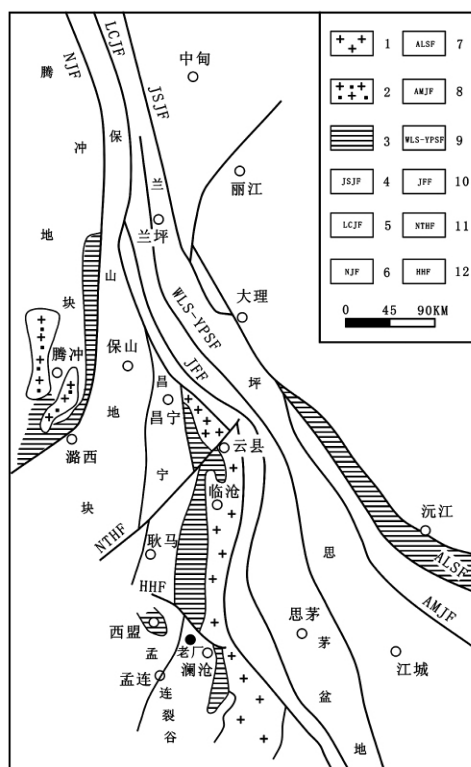 NJF
LCJF
JSJF
中甸
腾冲地块
保山地块
兰坪
丽江
兰坪思茅盆地
WLS-YPSF
JFF
大理
腾冲
保山
昌宁
昌宁孟连裂谷
潞西
云县
临沧
NTHF
耿马
HHF
西盟
老厂
澜沧
孟连
思茅
沅江
ALSF
AMJF
江城
1
2
3
JSJF 4
LCJF 5
NJF 6
ALSF 7
AMJF 8
WLS-YPSF 9
JFF 10
NTHF 11
HHF 12
0 45 90KM